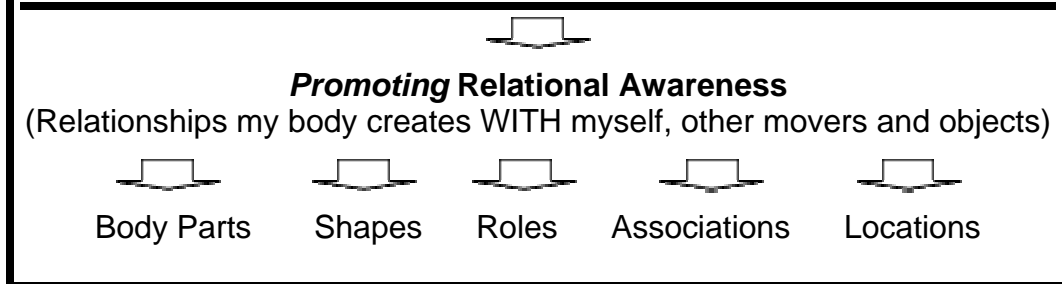 Promoting Relational Awareness
(Relationships my body creates WITH myself, other movers and objects)
Body Parts Shapes Roles Associations Locations